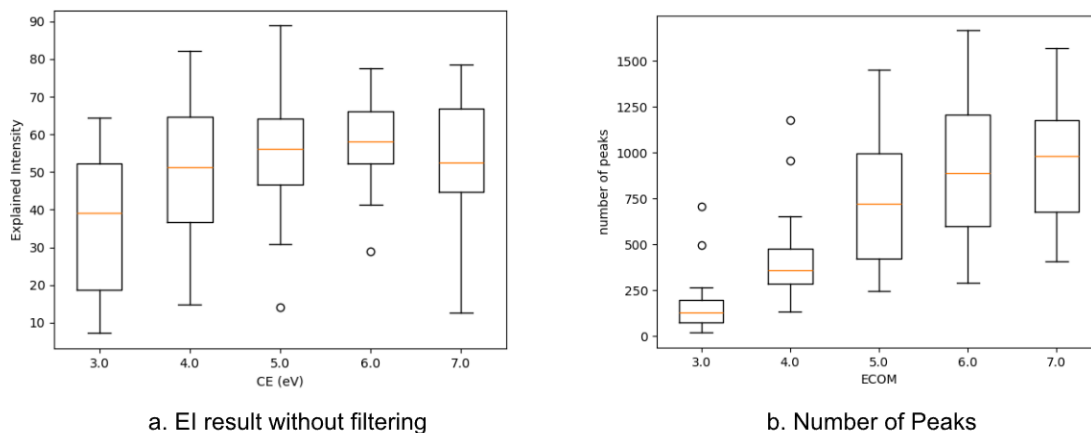 90
80
70
60
50
40
30
20
10
Explained Intensity
3.0 4.0 5.0 6.0 7.0
CE (eV)
a. EI result without filtering
1500
1250
1000
750
500
250
0
number of peaks
3.0 4.0 5.0 6.0 7.0
ECOM
b. Number of Peaks